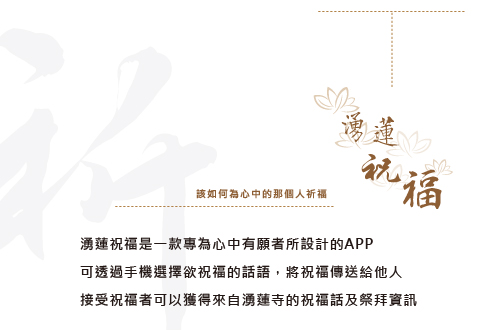 祈
湧蓮
祝福
該如何為心中的那個人祈福
湧蓮祝福是一款專為心中有願者所設計的APP
可透過手機選擇欲祝福的話語，將祝福傳送給他人
接受祝福者可以獲得來自湧蓮寺的祝福話及祭拜資訊